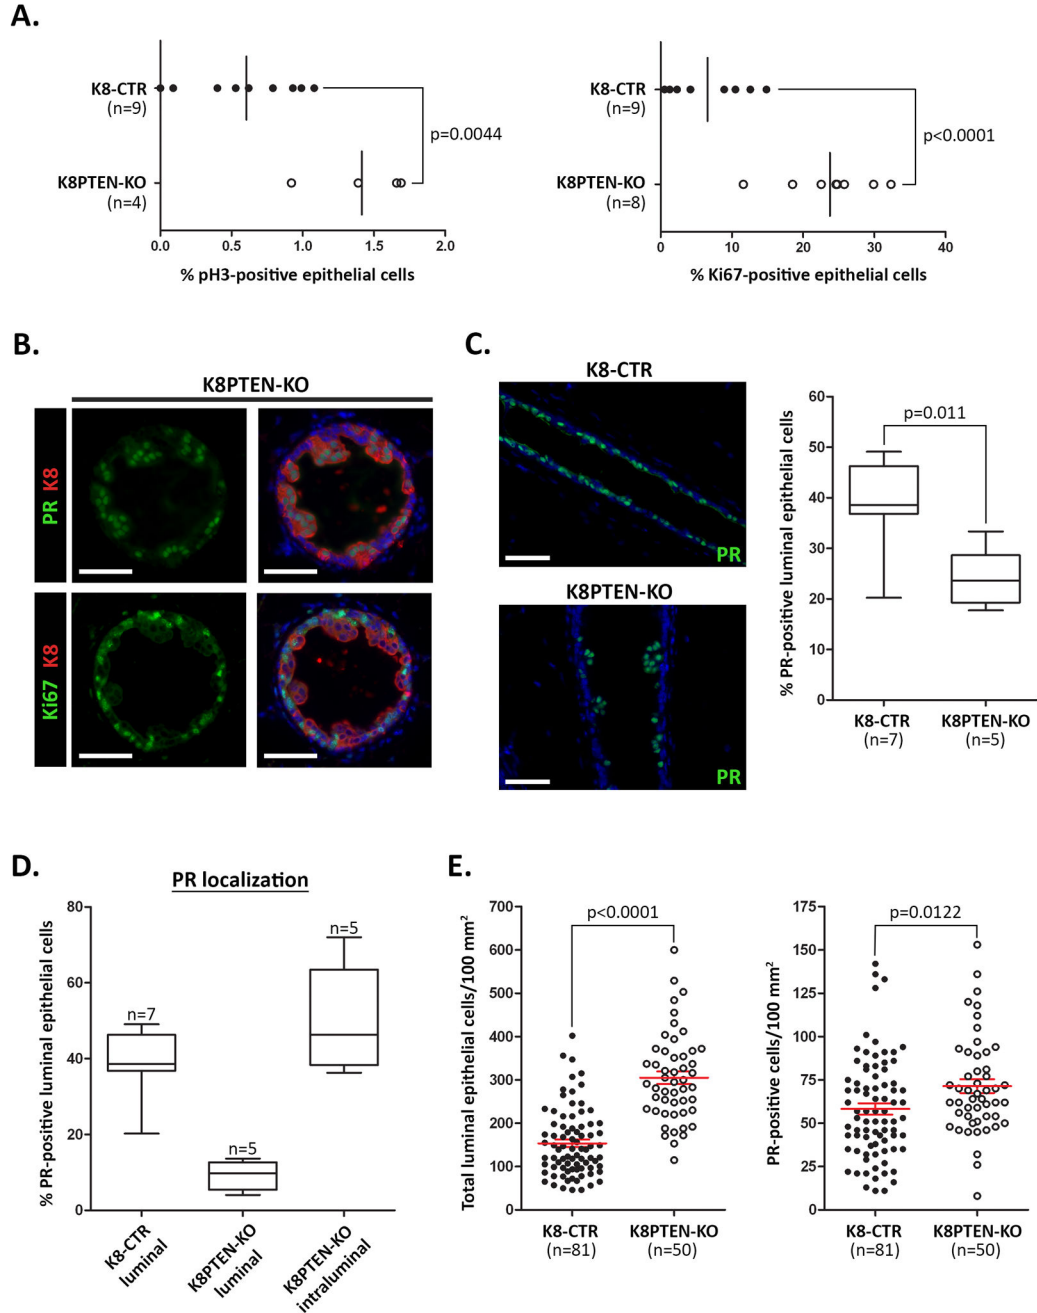 A.
K8-CTR
(n=9)
K8PTEN-KO
(n=4)
p=0.0044
0.0 0.5 1.0 1.5 2.0
% pH3-positive epithelial cells
K8-CTR
(n=9)
K8PTEN-KO
(n=8)
p<0.0001
0 10 20 30 40
% Ki67-positive epithelial cells
B.
K8PTEN-KO
PR K8
Ki67 K8
C.
K8-CTR
PR
K8PTEN-KO
PR
% PR-positive luminal epithelial cells
60
50
40
30
20
10
0
p=0.011
K8-CTR
(n=7)
K8PTEN-KO
(n=5)
D.
PR localization
% PR-positive luminal epithelial cells
80
60
40
20
0
n=7
n=5
n=5
K8-CTR
luminal
K8PTEN-KO
luminal
K8PTEN-KO
intraluminal
E.
Total luminal epithelial cells/100 mm²
700
600
500
400
300
200
100
0
p<0.0001
K8-CTR
(n=81)
K8PTEN-KO
(n=50)
PR-positive cells/100 mm²
175
150
125
100
75
50
25
0
p=0.0122
K8-CTR
(n=81)
K8PTEN-KO
(n=50)